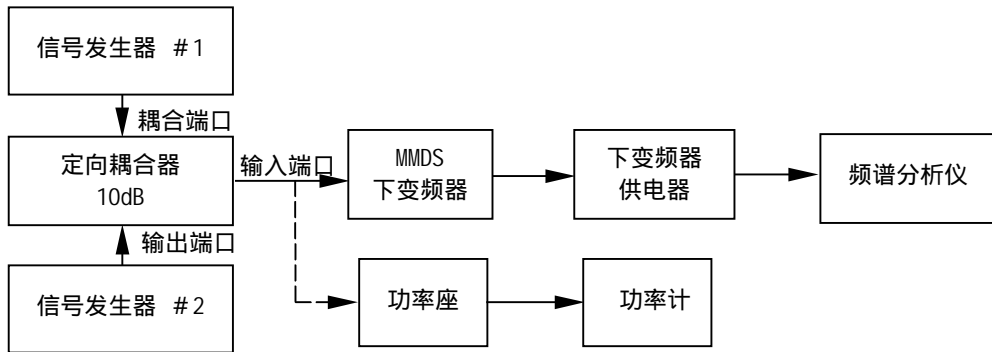 信号发生器 #1
耦合端口
定向耦合器
10dB
输入端口
MMDS
下变频器
下变频器
供电器
频谱分析仪
输出端口
信号发生器 #2
功率座
功率计